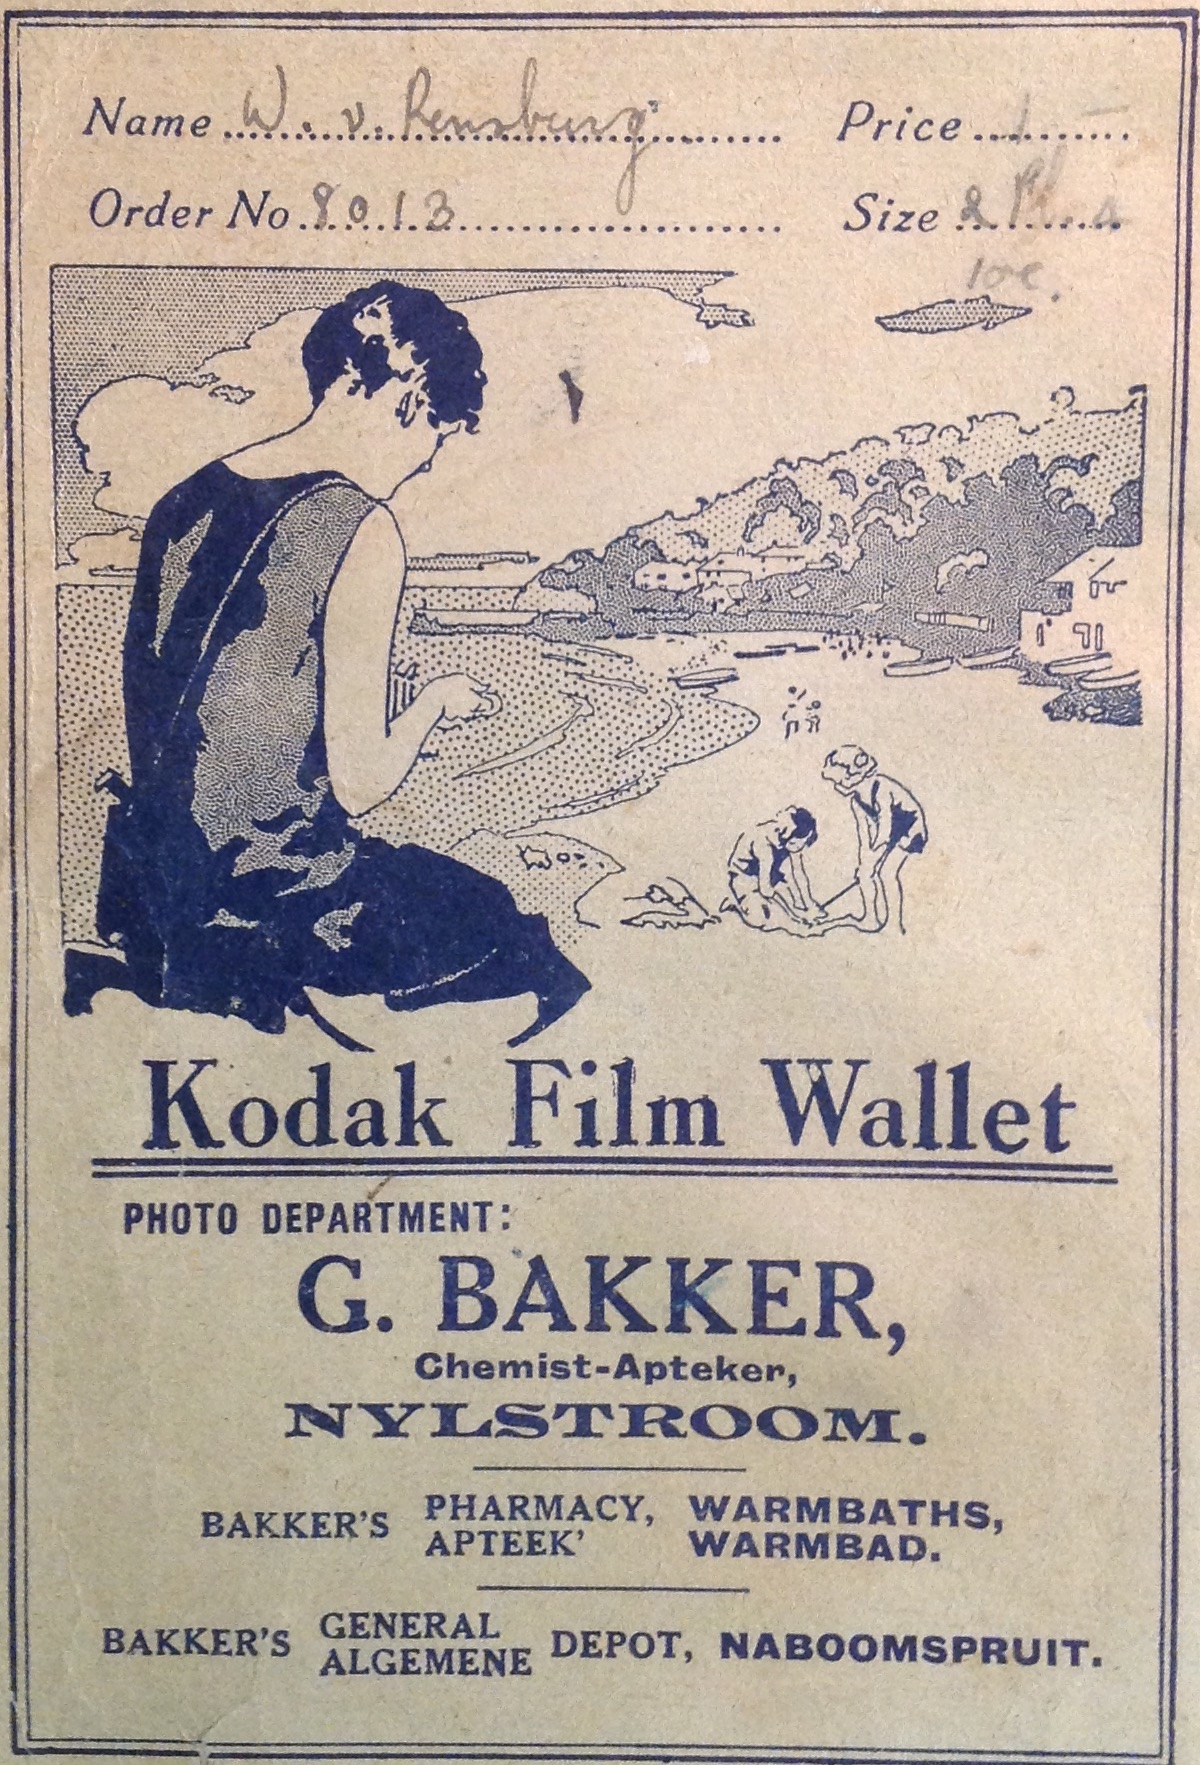 Name W. v. Rensburg Price
Order No. 8013 Size 2
Kodak Film Wallet
PHOTO DEPARTMENT:
G. BAKKER,
Chemist-Apteker,
NYLSTROOM.
BAKKER'S PHARMACY, WARMBATHS,
APTEEK' WARMBAD.
BAKKER'S GENERAL DEPOT, NABOOMSPRUIT.
ALGEMENE